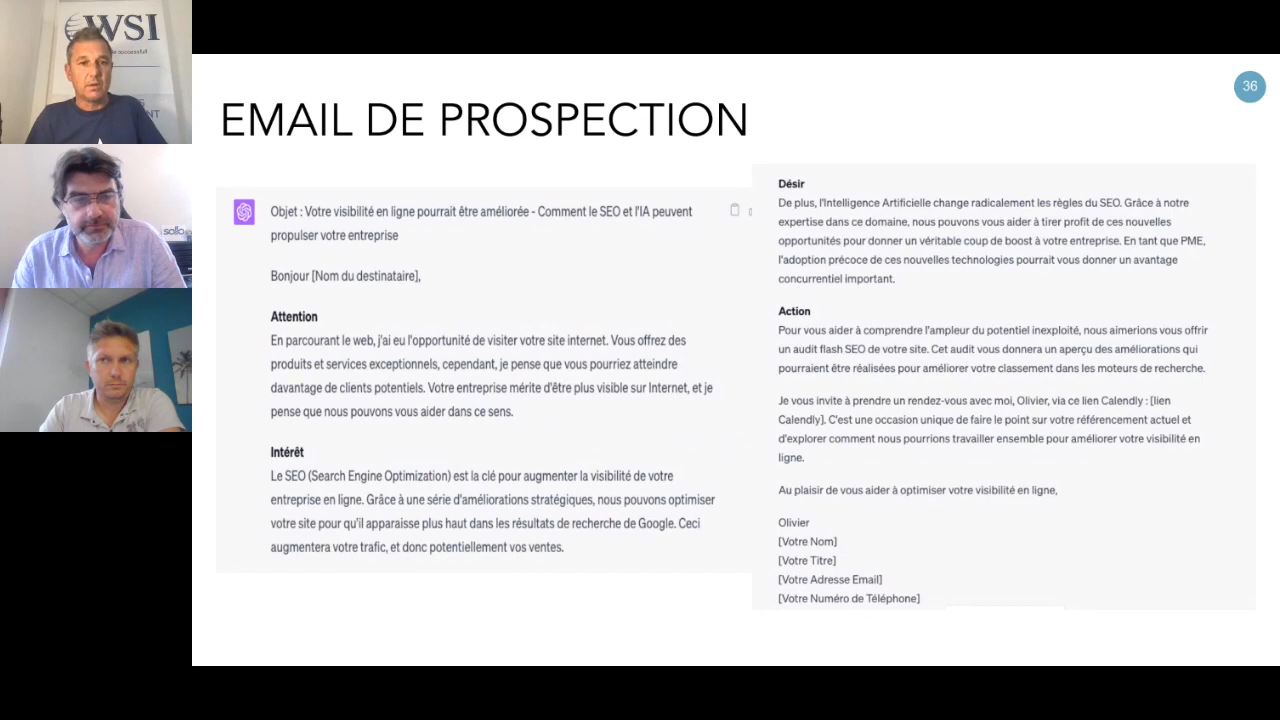 WSI
EMAIL DE PROSPECTION
36
Objet : Votre visibilité en ligne pourrait être améliorée - Comment le SEO et l'IA peuvent
propulser votre entreprise
Bonjour [Nom du destinataire],
Attention
En parcourant le web, j'ai eu l'opportunité de visiter votre site internet. Vous offrez des
produits et services exceptionnels, cependant, je pense que vous pourriez atteindre
davantage de clients potentiels. Votre entreprise mérite d'être plus visible sur Internet, et je
pense que nous pouvons vous aider dans ce sens.
Intérêt
Le SEO (Search Engine Optimization) est la clé pour augmenter la visibilité de votre
entreprise en ligne. Grâce à une série d'améliorations stratégiques, nous pouvons optimiser
votre site pour qu'il apparaisse plus haut dans les résultats de recherche de Google. Ceci
augmentera votre trafic, et donc potentiellement vos ventes.
Désir
De plus, l'Intelligence Artificielle change radicalement les règles du SEO. Grâce à notre
expertise dans ce domaine, nous pouvons vous aider à tirer profit de ces nouvelles
opportunités pour donner un véritable coup de boost à votre entreprise. En tant que PME,
l'adoption précoce de ces nouvelles technologies pourrait vous donner un avantage
concurrentiel important.
Action
Pour vous aider à comprendre l'ampleur du potentiel inexploité, nous aimerions vous offrir
un audit flash SEO de votre site. Cet audit vous donnera un aperçu des améliorations qui
pourraient être réalisées pour améliorer votre classement dans les moteurs de recherche.
Je vous invite à prendre un rendez-vous avec moi, Olivier, via ce lien Calendly : [lien
Calendly]. C'est une occasion unique de faire le point sur votre référencement actuel et
d'explorer comment nous pourrions travailler ensemble pour améliorer votre visibilité en
ligne.
Au plaisir de vous aider à optimiser votre visibilité en ligne,
Olivier
[Votre Nom]
[Votre Titre]
[Votre Adresse Email]
[Votre Numéro de Téléphone]